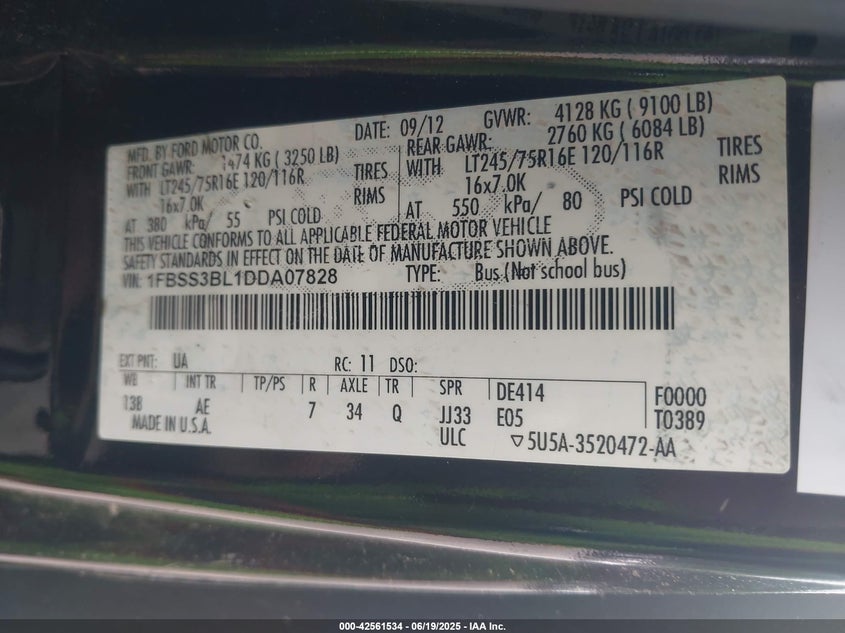 MFD. BY FORD MOTOR CO.
DATE: 09/12
GVWR: 4128 KG ( 9100 LB)
FRONT GAWR: 1474 KG ( 3250 LB)
REAR GAWR: 2760 KG ( 6084 LB)
WITH LT245/75R16E 120/116R TIRES
WITH LT245/75R16E 120/116R TIRES
16x7.0K RIMS
16x7.0K RIMS
AT 380 kPa/ 55 PSI COLD
AT 550 kPa/ 80 PSI COLD
THIS VEHICLE CONFORMS TO ALL APPLICABLE FEDERAL MOTOR VEHICLE
SAFETY STANDARDS IN EFFECT ON THE DATE OF MANUFACTURE SHOWN ABOVE.
VIN: 1FBSS3BL1DDA07828
TYPE: Bus (Not school bus)
EXT PNT: UA
RC: 11 DSO:
WB INT TR TP/PS R AXLE TR SPR
138 AE 7 34 Q JJ33
ULC
DE414
E05
F0000
T0389
MADE IN U.S.A.
▽5U5A-3520472-AA
000-42561534 - 06/19/2025 - IAA Inc.